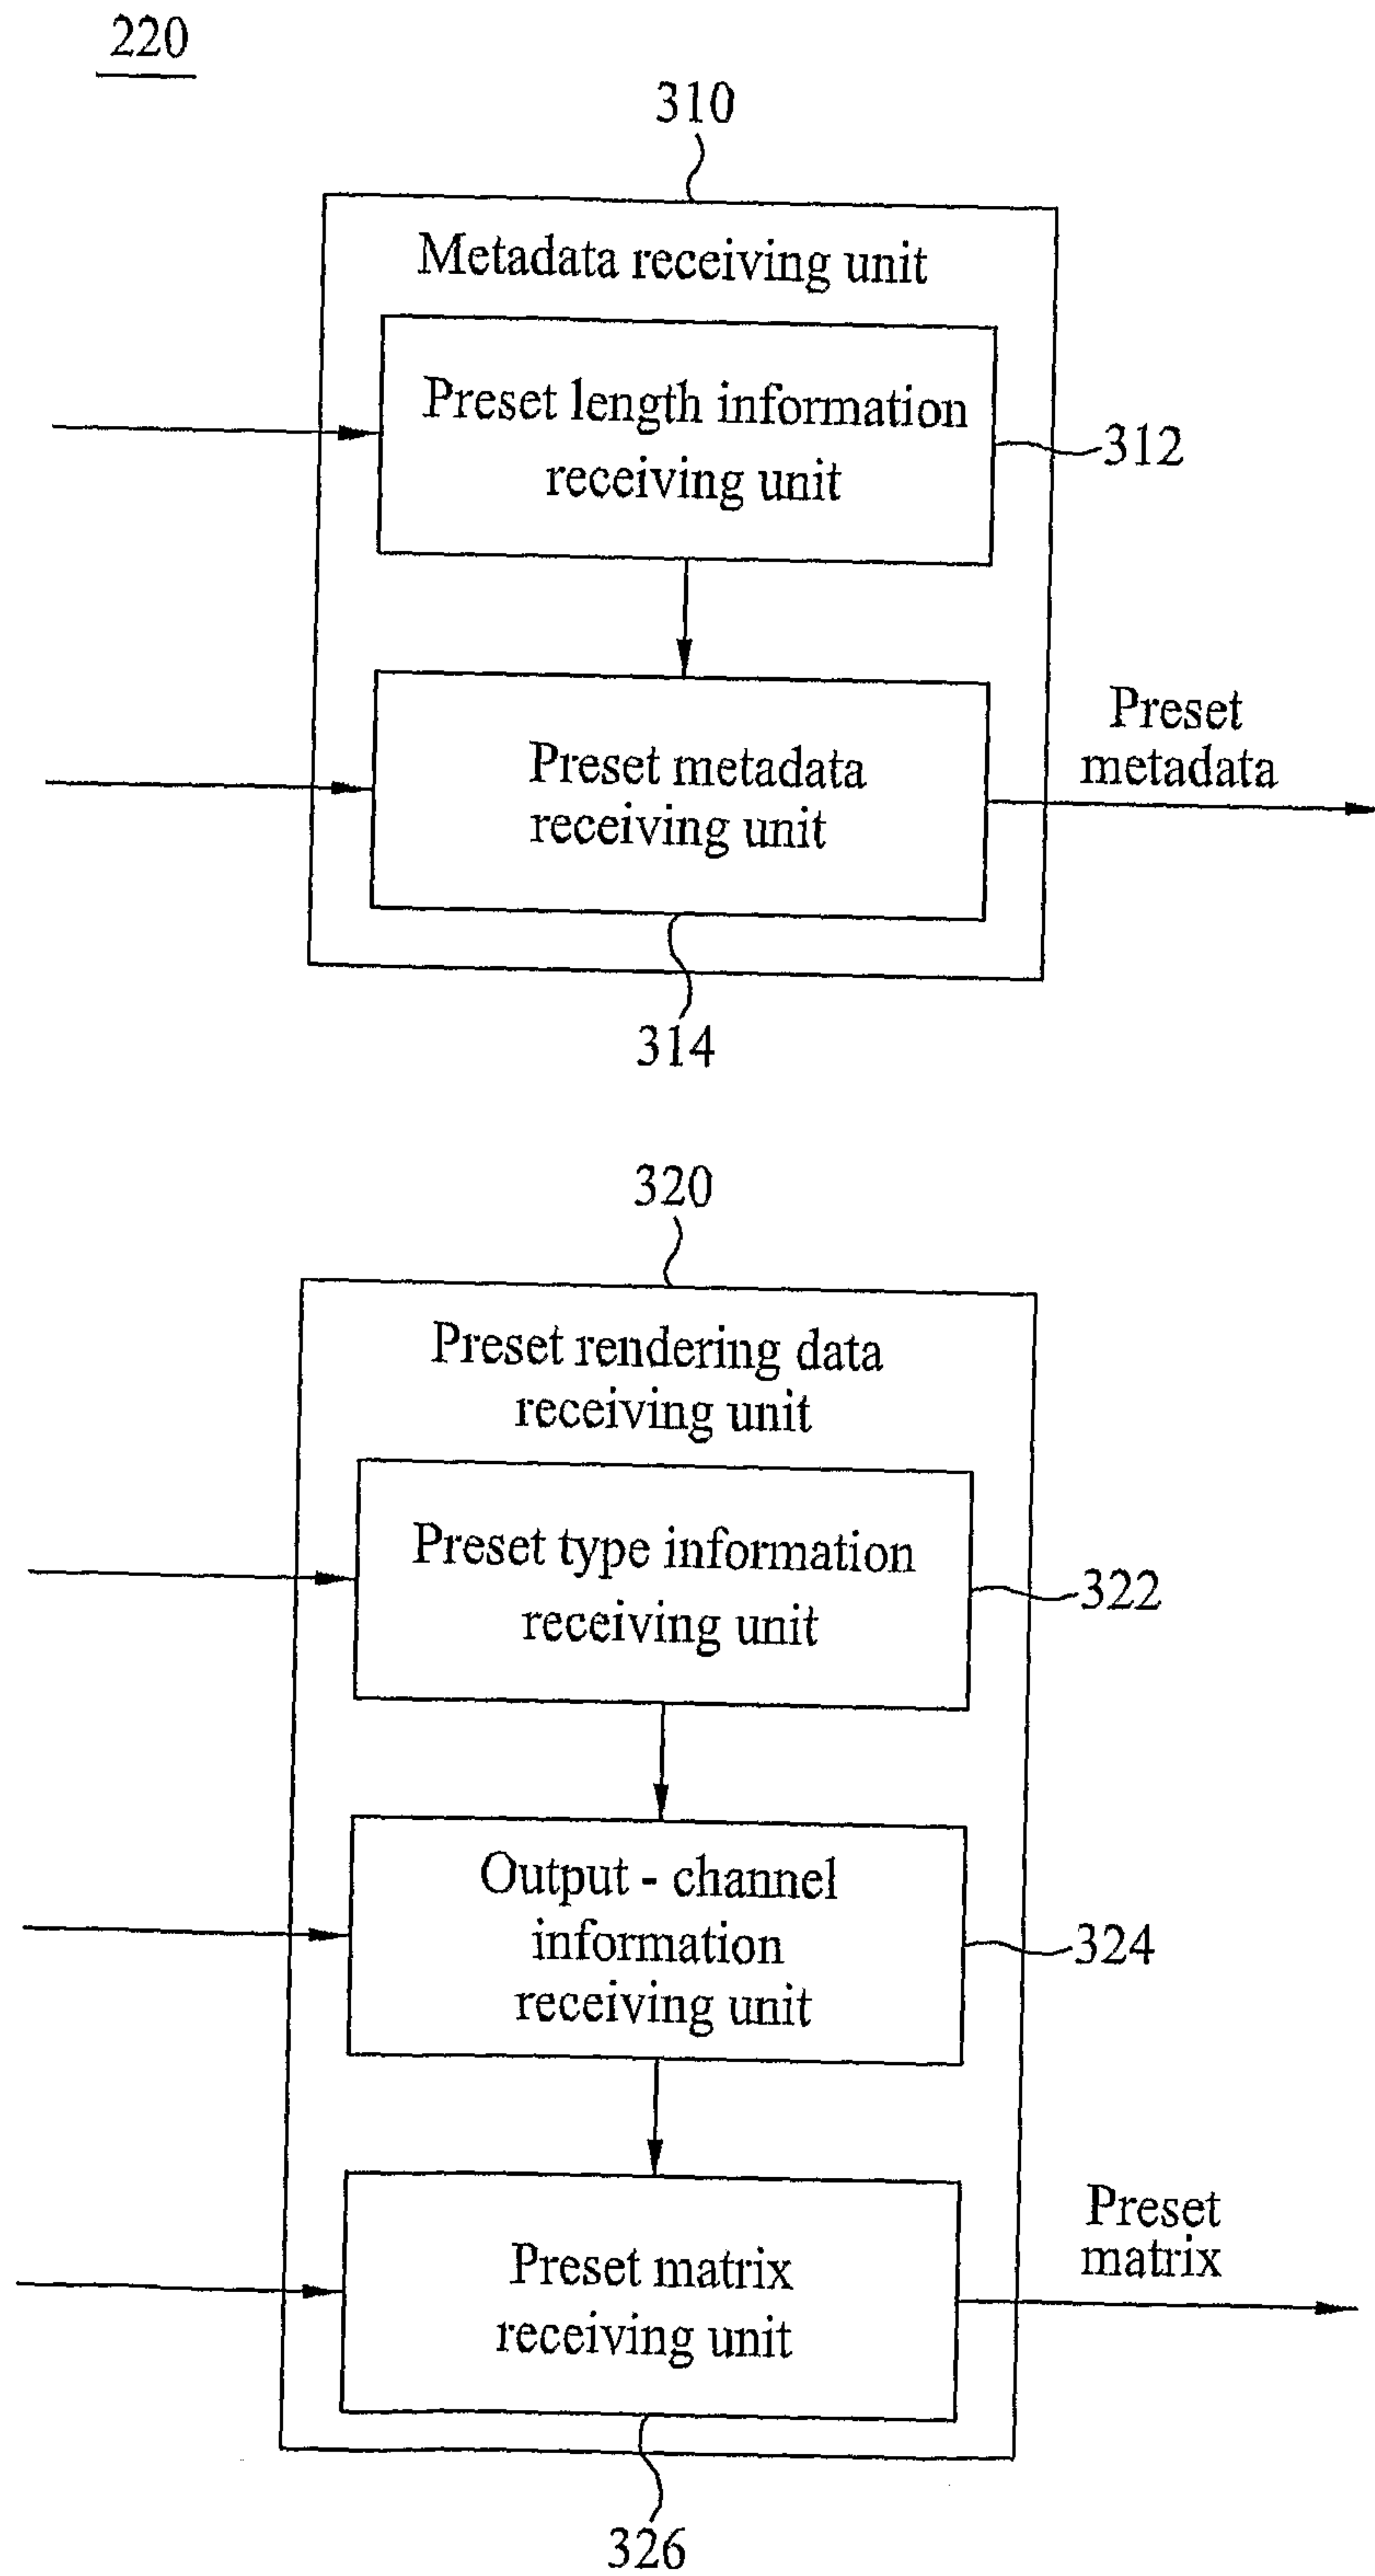 220
310
Metadata receiving unit
Preset length information
receiving unit
312
Preset metadata
receiving unit
Preset
metadata
314
320
Preset rendering data
receiving unit
Preset type information
receiving unit
322
Output - channel
information
receiving unit
324
Preset matrix
receiving unit
Preset
matrix
326